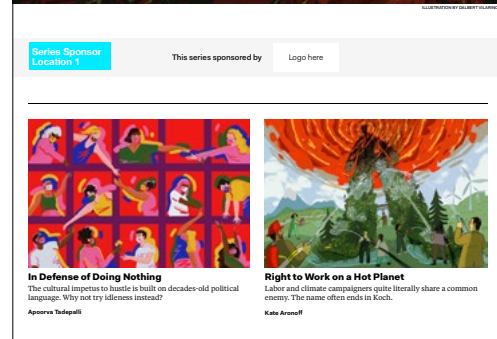 ILLUSTRATION BY DALBERT VILARINO
Series Sponsor
Location 1
This series sponsored by
Logo here
In Defense of Doing Nothing
The cultural impetus to hustle is built on decades-old political
language. Why not try idleness instead?
Apoorva Tadepalli
Right to Work on a Hot Planet
Labor and climate campaigners quite literally share a common
enemy. The name often ends in Koch.
Kate Aronoff